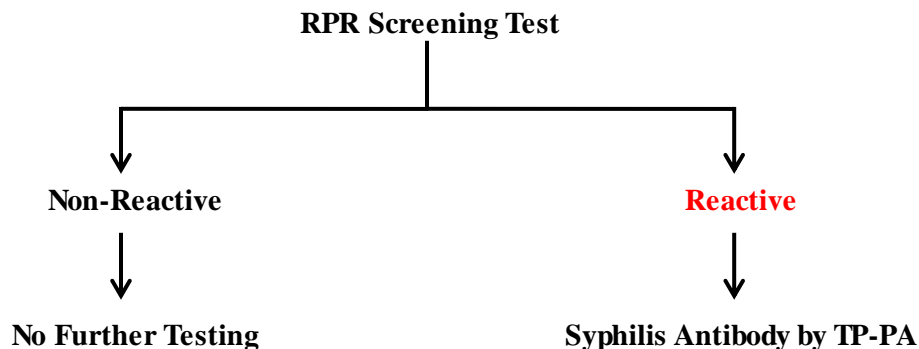 RPR Screening Test
Non-Reactive
Reactive
No Further Testing
Syphilis Antibody by TP-PA